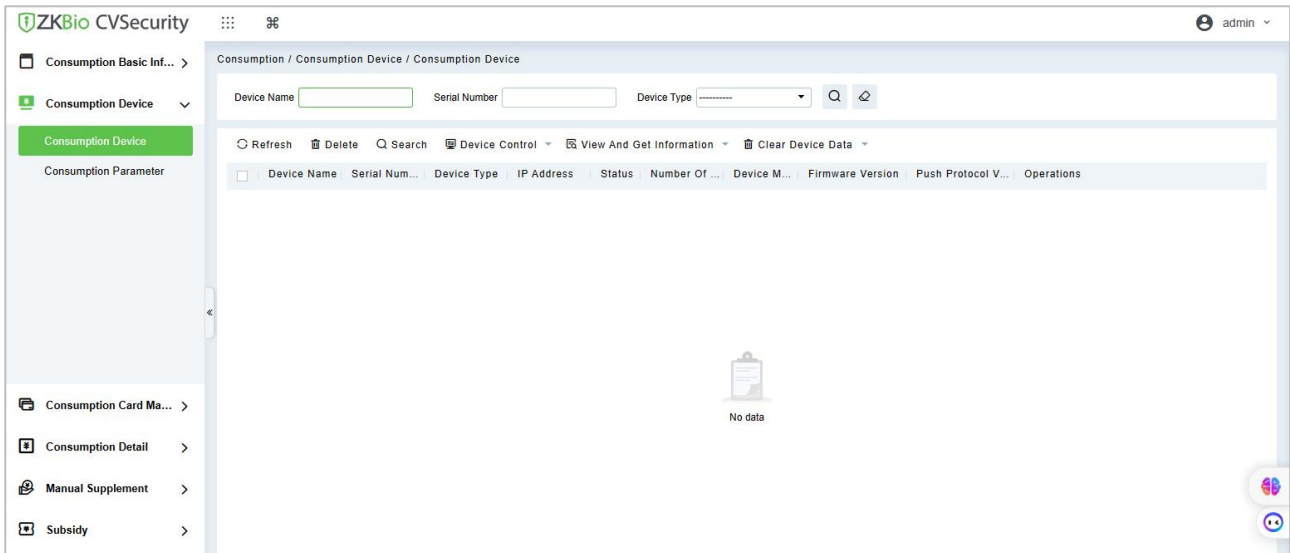 ZKBio CVSecurity
admin
Consumption Basic Inf...
Consumption Device
Consumption Device
Consumption Parameter
Consumption Card Ma...
Consumption Detail
Manual Supplement
Subsidy
Consumption / Consumption Device / Consumption Device
Device Name Serial Number Device Type ----------
Refresh Delete Search Device Control View And Get Information Clear Device Data
Device Name Serial Num... Device Type IP Address Status Number Of ... Device M... Firmware Version Push Protocol V... Operations
No data